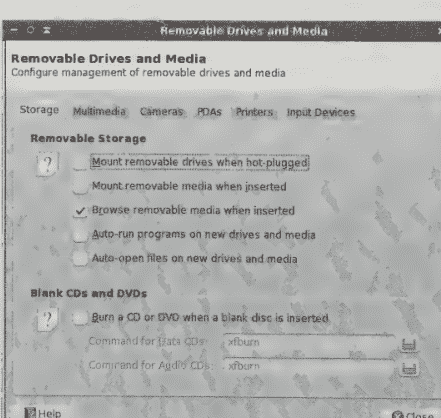 Removable Drives and Media
Removable Drives and Media
Configure management of removable drives and media
Storage Multimedia Cameras PDAs Printers Input Devices
Removable Storage
Mount removable drives when hot-plugged
Mount removable media when inserted
Browse removable media when inserted
Auto-run programs on new drives and media
Auto-open files on new drives and media
Blank CDs and DVDs
Burn a CD or DVD when a blank disc is inserted
Command for Data CDs: xfburn
Command for Audio CDs: xfburn
Help Close